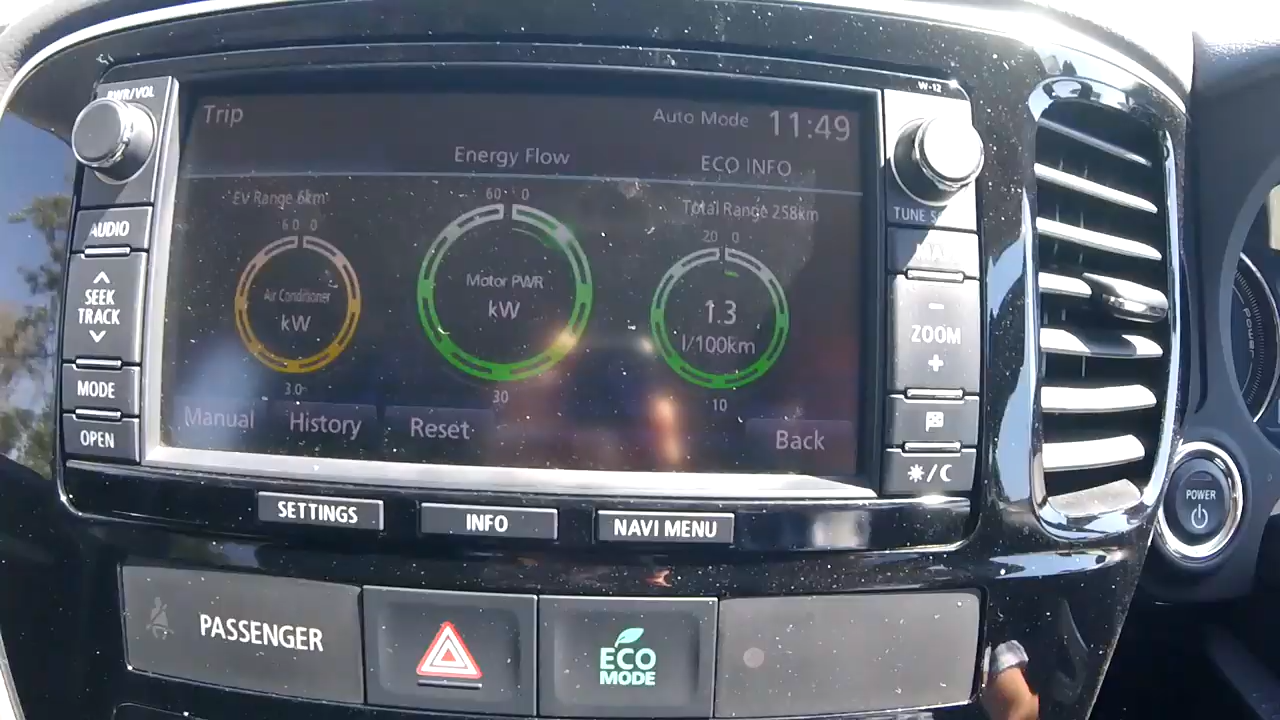 PWR/VOL
W-12
Trip
Auto Mode 11:49
Energy Flow
ECO INFO
EV Range 6km
Total Range 258km
60 0
60 0
20 0
Air Conditioner
kW
Motor PWR
kW
1.3
l/100km
3.0
30
10
Manual
History
Reset
Back
AUDIO
SEEK
TRACK
MODE
OPEN
TUNE
ZOOM
/C
SETTINGS
INFO
NAVI MENU
POWER
Power
PASSENGER
ECO
MODE